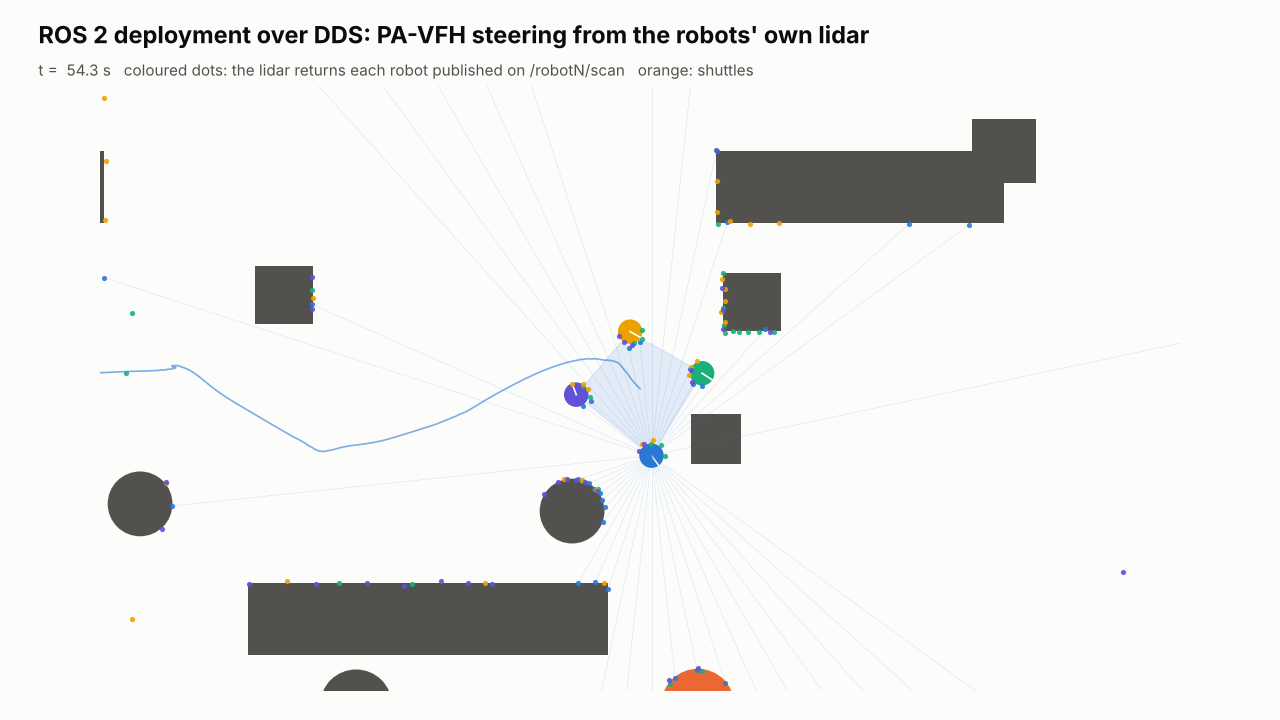 ROS 2 deployment over DDS: PA-VFH steering from the robots' own lidar
t =  54.3 s   coloured dots: the lidar returns each robot published on /robotN/scan   orange: shuttles